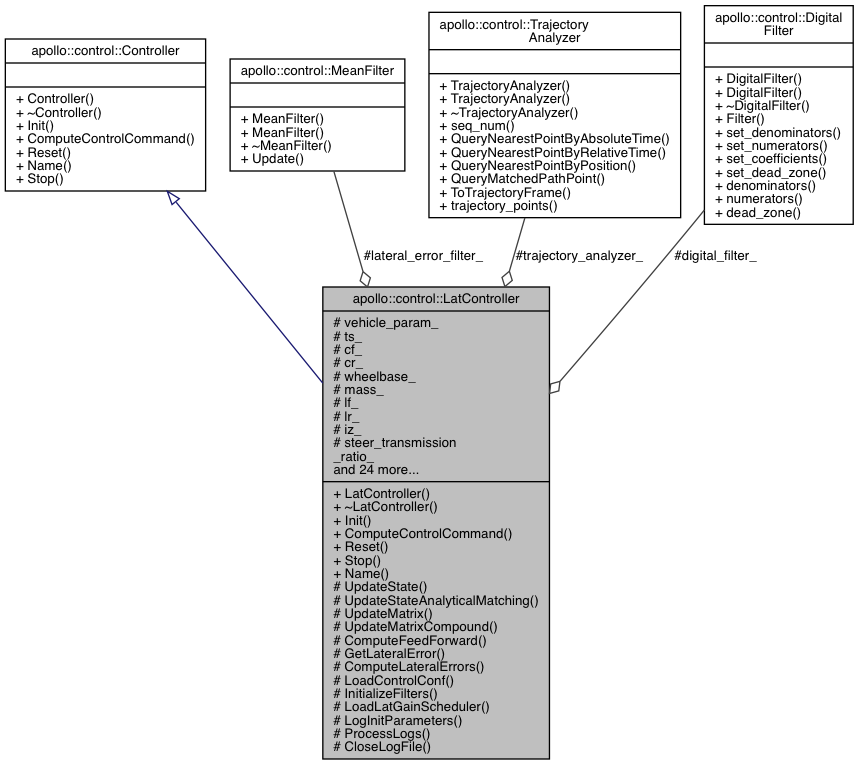 apollo::control::Controller
+ Controller()
+ ~Controller()
+ Init()
+ ComputeControlCommand()
+ Reset()
+ Name()
+ Stop()
apollo::control::MeanFilter
+ MeanFilter()
+ MeanFilter()
+ ~MeanFilter()
+ Update()
apollo::control::Trajectory
Analyzer
+ TrajectoryAnalyzer()
+ TrajectoryAnalyzer()
+ ~TrajectoryAnalyzer()
+ seq_num()
+ QueryNearestPointByAbsoluteTime()
+ QueryNearestPointByRelativeTime()
+ QueryNearestPointByPosition()
+ QueryMatchedPathPoint()
+ ToTrajectoryFrame()
+ trajectory_points()
apollo::control::Digital
Filter
+ DigitalFilter()
+ DigitalFilter()
+ ~DigitalFilter()
+ Filter()
+ set_denominators()
+ set_numerators()
+ set_coefficients()
+ set_dead_zone()
+ denominators()
+ numerators()
+ dead_zone()
#lateral_error_filter_
#trajectory_analyzer_
#digital_filter_
apollo::control::LatController
# vehicle_param_
# ts_
# cf_
# cr_
# wheelbase_
# mass_
# lf_
# lr_
# iz_
# steer_transmission
_ratio_
and 24 more...
+ LatController()
+ ~LatController()
+ Init()
+ ComputeControlCommand()
+ Reset()
+ Stop()
+ Name()
# UpdateState()
# UpdateStateAnalyticalMatching()
# UpdateMatrix()
# UpdateMatrixCompound()
# ComputeFeedForward()
# GetLateralError()
# ComputeLateralErrors()
# LoadControlConf()
# InitializeFilters()
# LoadLatGainScheduler()
# LogInitParameters()
# ProcessLogs()
# CloseLogFile()